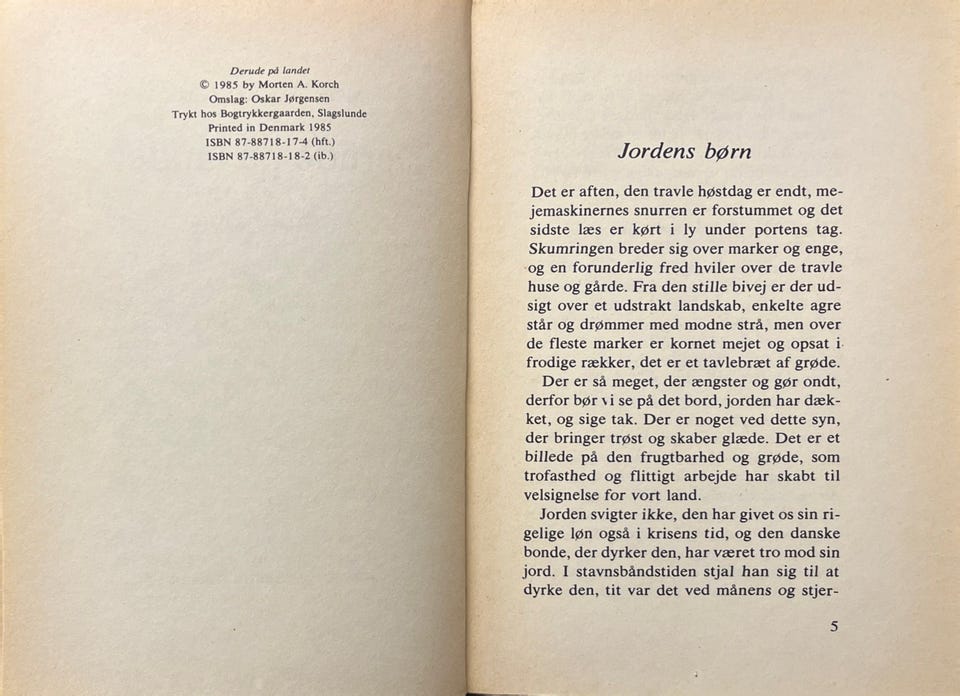 Derude på landet
© 1985 by Morten A. Korch
Omslag: Oskar Jørgensen
Trykt hos Bogtrykkergaarden, Slagslunde
Printed in Denmark 1985
ISBN 87-88718-17-4 (hft.)
ISBN 87-88718-18-2 (ib.)
Jordens børn
Det er aften, den travle høstdag er endt, me-
jemaskinernes snurren er forstummet og det
sidste læs er kørt i ly under portens tag.
Skumringen breder sig over marker og enge,
og en forunderlig fred hviler over de travle
huse og gårde. Fra den stille bivej er der ud-
sigt over et udstrakt landskab, enkelte agre
står og drømmer med modne strå, men over
de fleste marker er kornet mejet og opsat i
frodige rækker, det er et tavlebræt af grøde.
Der er så meget, der ængster og gør ondt,
derfor bør vi se på det bord, jorden har dæk-
ket, og sige tak. Der er noget ved dette syn,
der bringer trøst og skaber glæde. Det er et
billede på den frugtbarhed og grøde, som
trofasthed og flittigt arbejde har skabt til
velsignelse for vort land.
Jorden svigter ikke, den har givet os sin ri-
gelige løn også i krisens tid, og den danske
bonde, der dyrker den, har været tro mod sin
jord. I stavnsbåndstiden stjal han sig til at
dyrke den, tit var det ved månens og stjer-
5